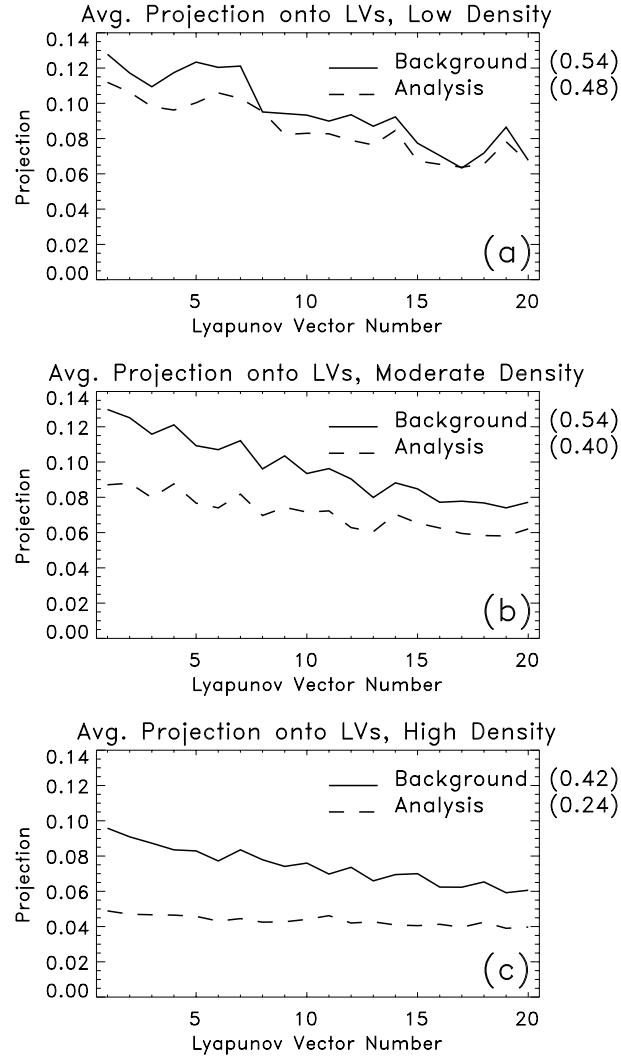 Avg. Projection onto LVs, Low Density
0.14
0.12
0.10
0.08
0.06
0.04
0.02
0.00
Projection
Background (0.54)
Analysis (0.48)
(a)
5 10 15 20
Lyapunov Vector Number
Avg. Projection onto LVs, Moderate Density
0.14
0.12
0.10
0.08
0.06
0.04
0.02
0.00
Projection
Background (0.54)
Analysis (0.40)
(b)
5 10 15 20
Lyapunov Vector Number
Avg. Projection onto LVs, High Density
0.14
0.12
0.10
0.08
0.06
0.04
0.02
0.00
Projection
Background (0.42)
Analysis (0.24)
(c)
5 10 15 20
Lyapunov Vector Number